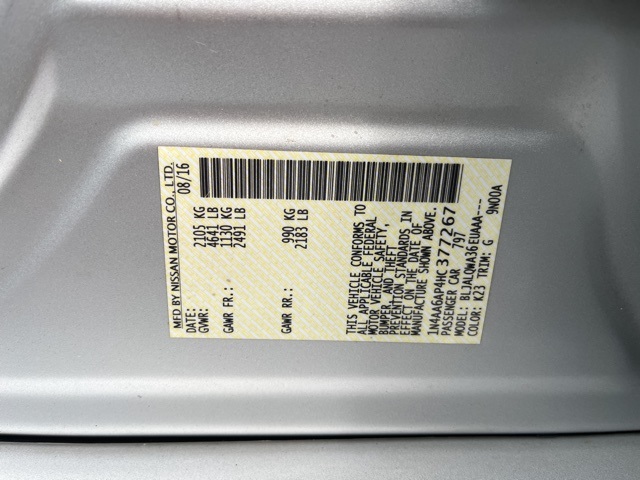 MFD BY NISSAN MOTOR CO., LTD.
DATE: 08/16
GVWR: 2105 KG
4641 LB
GAWR FR.: 1130 KG
2491 LB
GAWR RR.: 990 KG
2183 LB
THIS VEHICLE CONFORMS TO
ALL APPLICABLE FEDERAL
MOTOR VEHICLE SAFETY,
BUMPER, AND THEFT
PREVENTION STANDARDS IN
EFFECT ON THE DATE OF
MANUFACTURE SHOWN ABOVE.
1N4AA6AP4HC377267
PASSENGER CAR 797
MODEL: BLJALQWA36EUAAA---
COLOR: K23 TRIM: G 9N00A